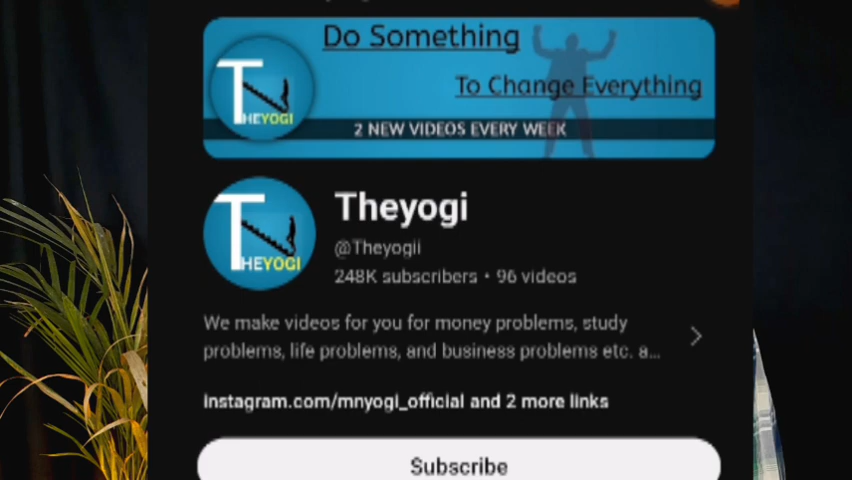 Do Something
To Change Everything
THEYOGI
2 NEW VIDEOS EVERY WEEK
Theyogi
THEYOGI
@Theyogii
248K subscribers • 96 videos
We make videos for you for money problems, study
problems, life problems, and business problems etc. a...
instagram.com/mnyogi_official and 2 more links
Subscribe